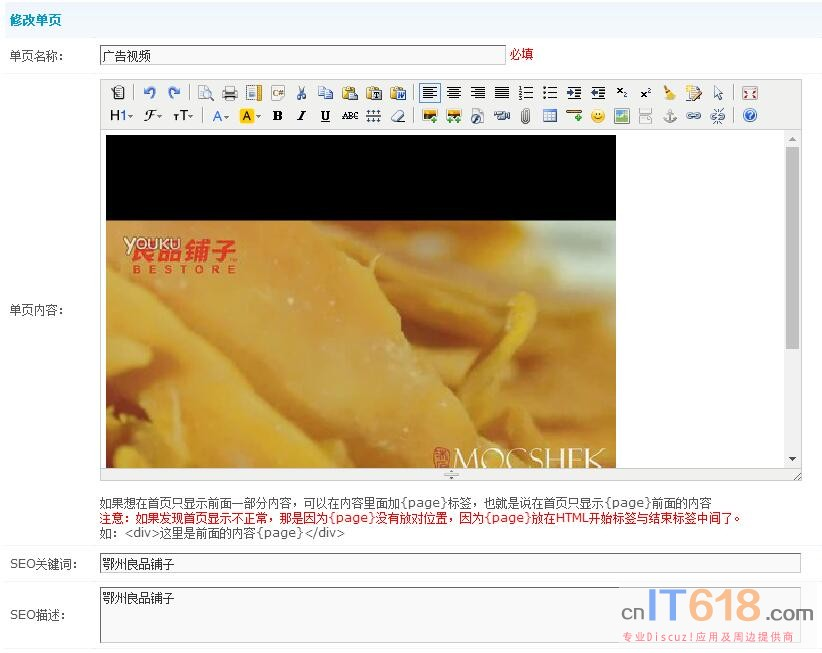 修改单页
单页名称：
广告视频
必填
H1
ABC
单页内容：
YOUKU
良品铺子
BESTORE
MOCSHEK
如果想在首页只显示前面一部分内容，可以在内容里面加{page}标签，也就是说在首页只显示{page}前面的内容
注意：如果发现首页显示不正常，那是因为{page}没有放对位置，因为{page}放在HTML开始标签与结束标签中间了。
如：<div>这里是前面的内容{page}</div>
SEO关键词：
鄂州良品铺子
SEO描述：
鄂州良品铺子
cnIT618.com
专业Discuz!应用及周边提供商